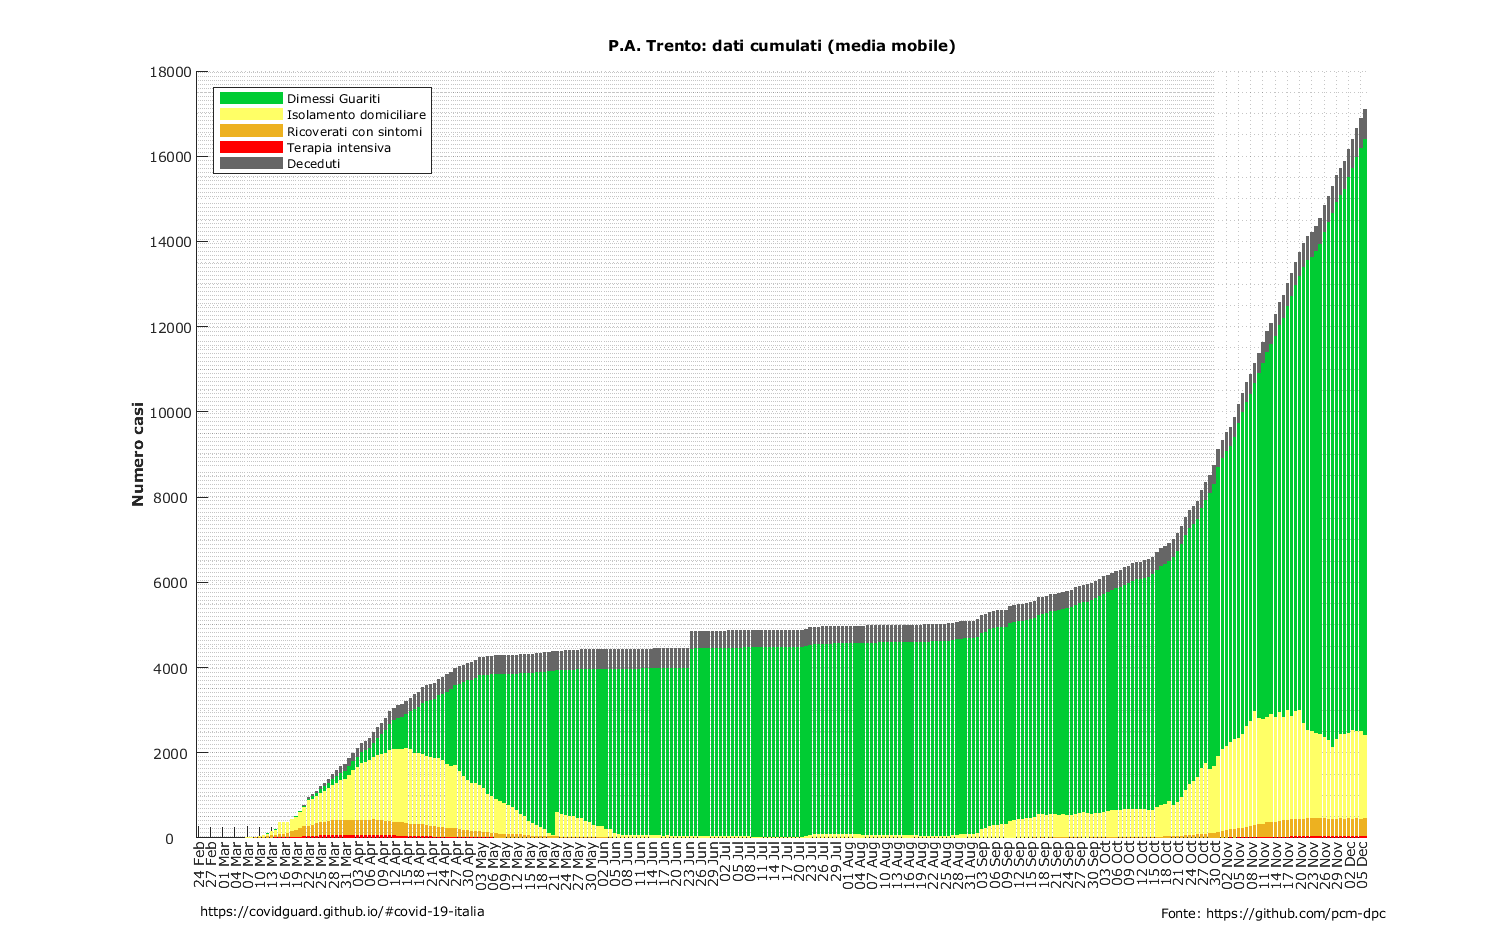 P.A. Trento: dati cumulati (media mobile)
18000
16000
14000
12000
10000
8000
6000
4000
2000
0
Numero casi
Dimessi Guariti
Isolamento domiciliare
Ricoverati con sintomi
Terapia intensiva
Deceduti
24 Feb
27 Feb
01 Mar
04 Mar
07 Mar
10 Mar
13 Mar
16 Mar
19 Mar
22 Mar
25 Mar
28 Mar
31 Mar
03 Apr
06 Apr
09 Apr
12 Apr
15 Apr
18 Apr
21 Apr
24 Apr
27 Apr
30 Apr
03 May
06 May
09 May
12 May
15 May
18 May
21 May
24 May
27 May
30 May
02 Jun
05 Jun
08 Jun
11 Jun
14 Jun
17 Jun
20 Jun
23 Jun
26 Jun
29 Jun
02 Jul
05 Jul
08 Jul
11 Jul
14 Jul
17 Jul
20 Jul
23 Jul
26 Jul
29 Jul
01 Aug
04 Aug
07 Aug
10 Aug
13 Aug
16 Aug
19 Aug
22 Aug
25 Aug
28 Aug
31 Aug
03 Sep
06 Sep
09 Sep
12 Sep
15 Sep
18 Sep
21 Sep
24 Sep
27 Sep
30 Sep
03 Oct
06 Oct
09 Oct
12 Oct
15 Oct
18 Oct
21 Oct
24 Oct
27 Oct
30 Oct
02 Nov
05 Nov
08 Nov
11 Nov
14 Nov
17 Nov
20 Nov
23 Nov
26 Nov
29 Nov
02 Dec
05 Dec
https://covidguard.github.io/#covid-19-italia
Fonte: https://github.com/pcm-dpc